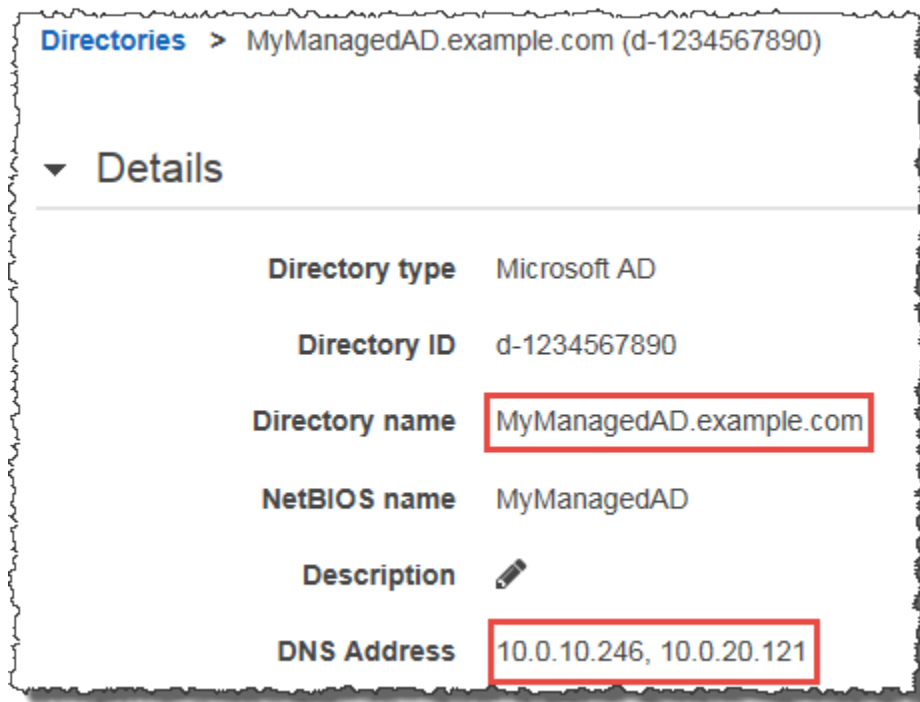 Directories > MyManagedAD.example.com (d-1234567890)
Details
Directory type Microsoft AD
Directory ID d-1234567890
Directory name MyManagedAD.example.com
NetBIOS name MyManagedAD
Description
DNS Address 10.0.10.246, 10.0.20.121